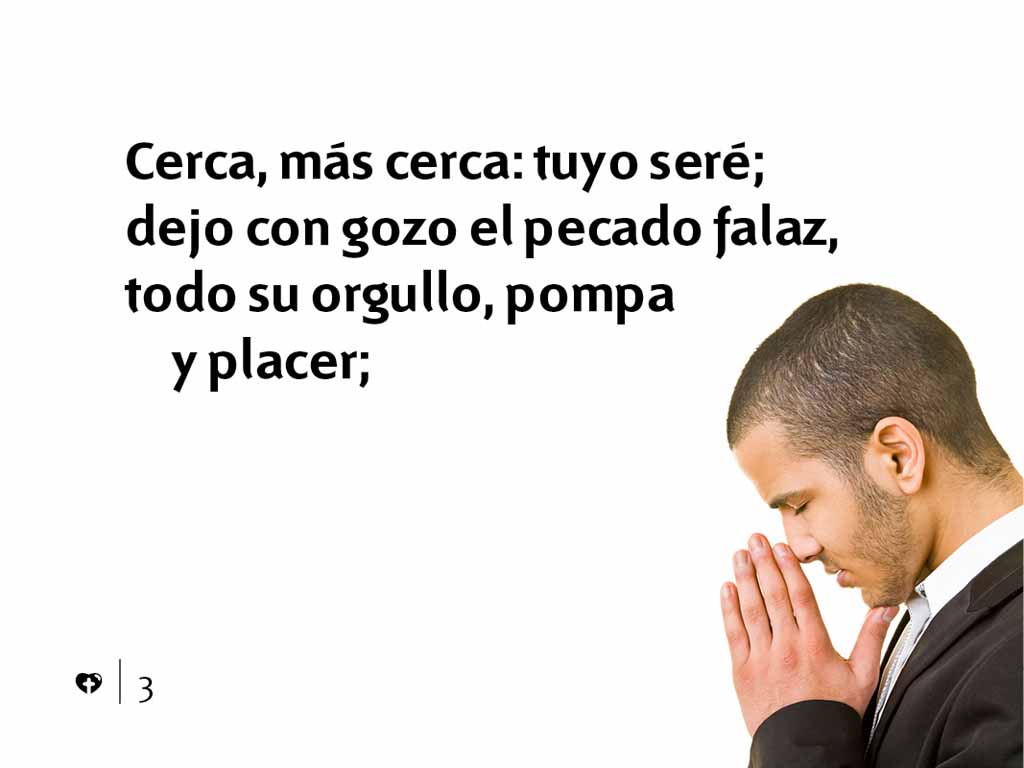 Cerca, más cerca: tuyo seré;
dejo con gozo el pecado falaz,
todo su orgullo, pompa
y placer;
3